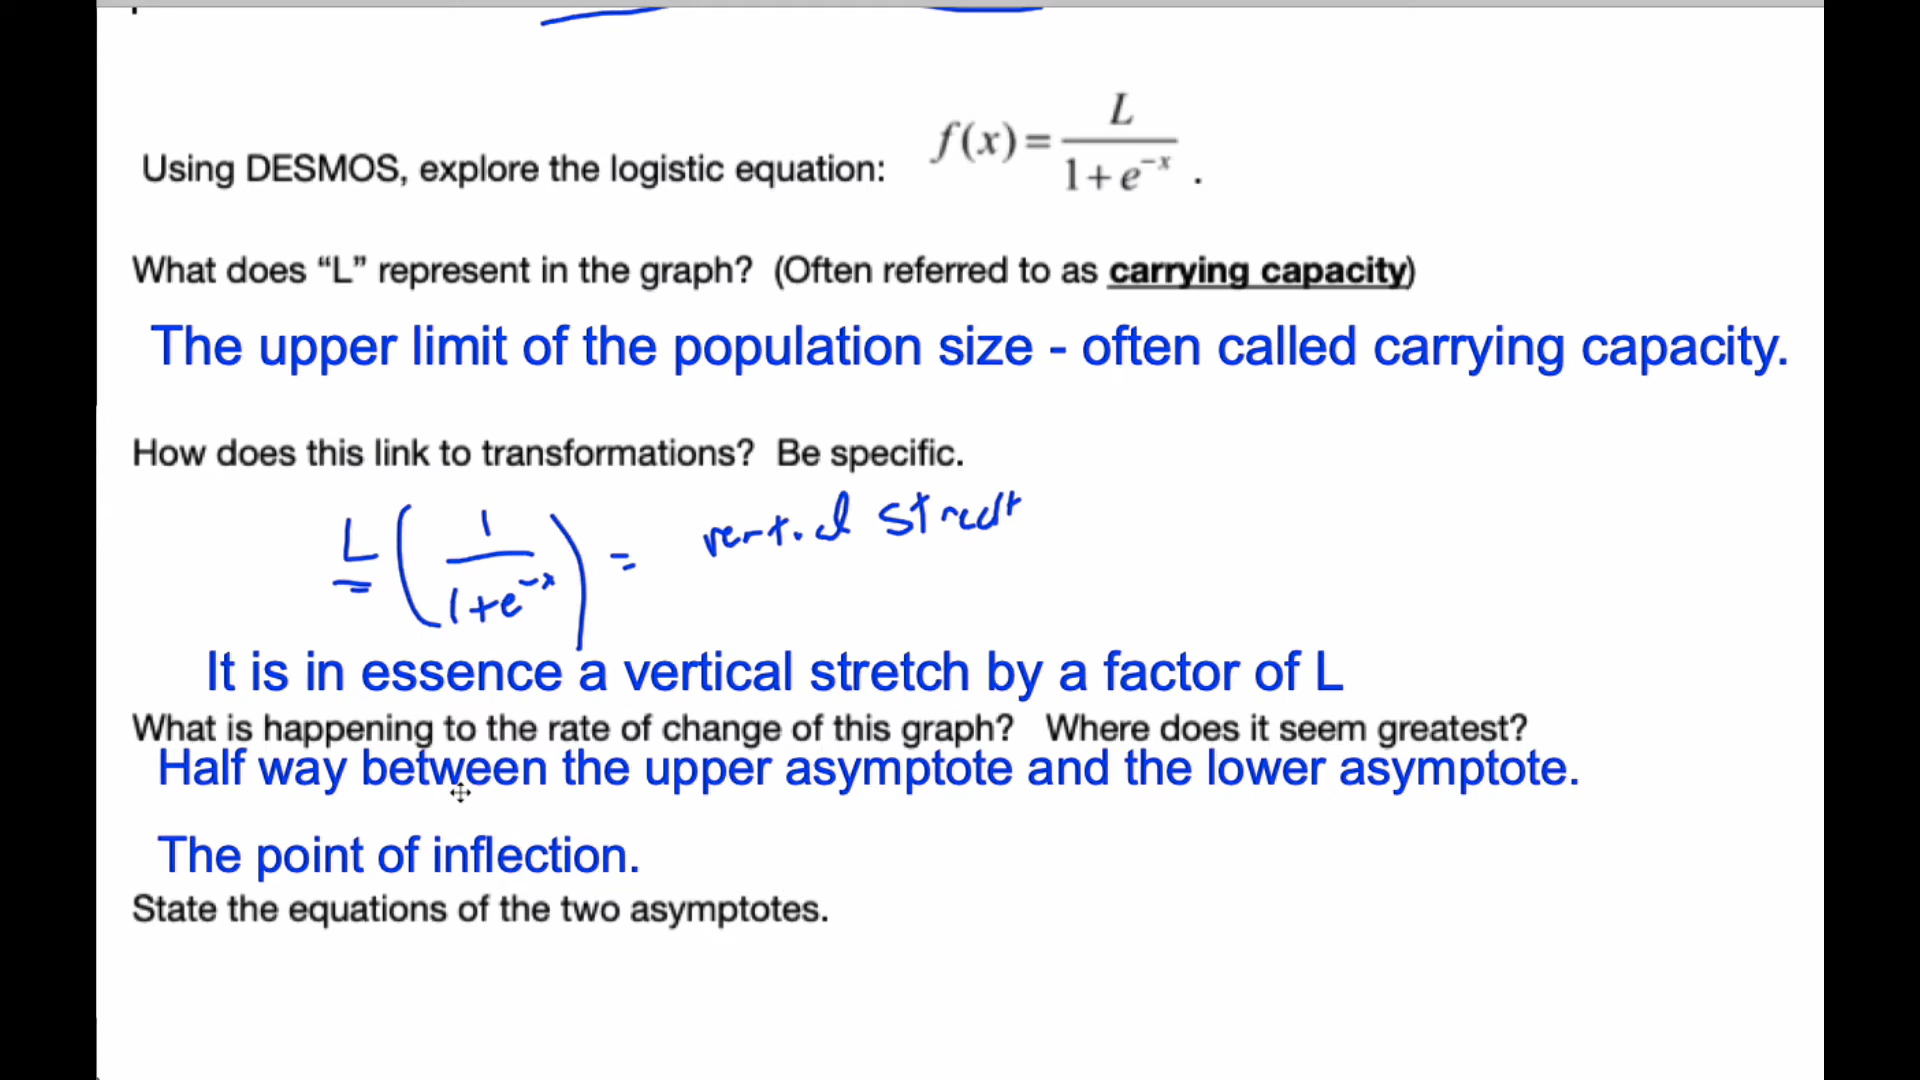 Using DESMOS, explore the logistic equation: f(x) = L / (1 + e^{-x}) .
What does “L” represent in the graph? (Often referred to as carrying capacity)
The upper limit of the population size - often called carrying capacity.
How does this link to transformations? Be specific.
L ( 1 / (1+e^{-x}) ) = vertical stretch
It is in essence a vertical stretch by a factor of L
What is happening to the rate of change of this graph? Where does it seem greatest?
Half way between the upper asymptote and the lower asymptote.
The point of inflection.
State the equations of the two asymptotes.